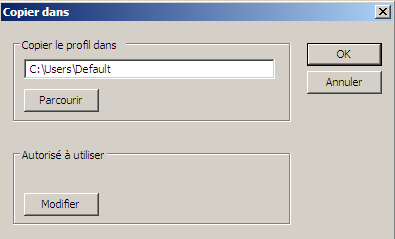 Copier dans
Copier le profil dans
C:\Users\Default
OK
Parcourir
Annuler
Autorisé à utiliser
Modifier